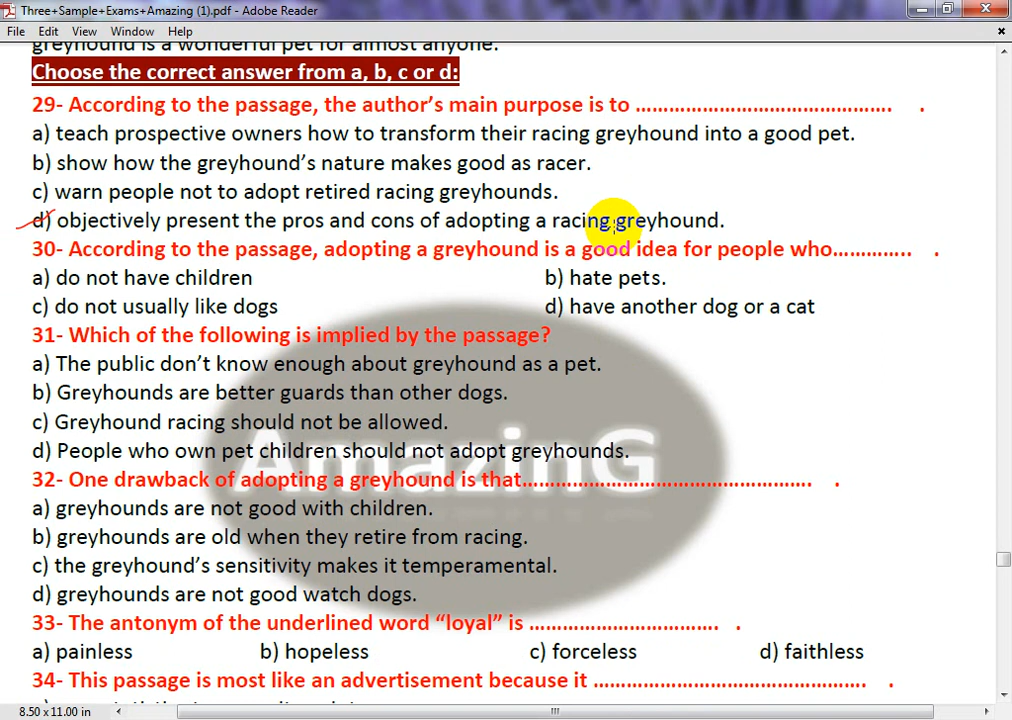 Three+Sample+Exams+Amazing (1).pdf - Adobe Reader
File Edit View Window Help
greyhound is a wonderful pet for almost anyone.
Choose the correct answer from a, b, c or d:
29- According to the passage, the author's main purpose is to ……………………………………… .
a) teach prospective owners how to transform their racing greyhound into a good pet.
b) show how the greyhound's nature makes good as racer.
c) warn people not to adopt retired racing greyhounds.
d) objectively present the pros and cons of adopting a racing greyhound.
30- According to the passage, adopting a greyhound is a good idea for people who………….. .
a) do not have children b) hate pets.
c) do not usually like dogs d) have another dog or a cat
31- Which of the following is implied by the passage?
a) The public don't know enough about greyhound as a pet.
b) Greyhounds are better guards than other dogs.
c) Greyhound racing should not be allowed.
d) People who own pet children should not adopt greyhounds.
AmazinG
32- One drawback of adopting a greyhound is that…………………………………………. .
a) greyhounds are not good with children.
b) greyhounds are old when they retire from racing.
c) the greyhound's sensitivity makes it temperamental.
d) greyhounds are not good watch dogs.
33- The antonym of the underlined word “loyal” is ………………………….. .
a) painless b) hopeless c) forceless d) faithless
34- This passage is most like an advertisement because it ………………………………………. .
8.50 x 11.00 in